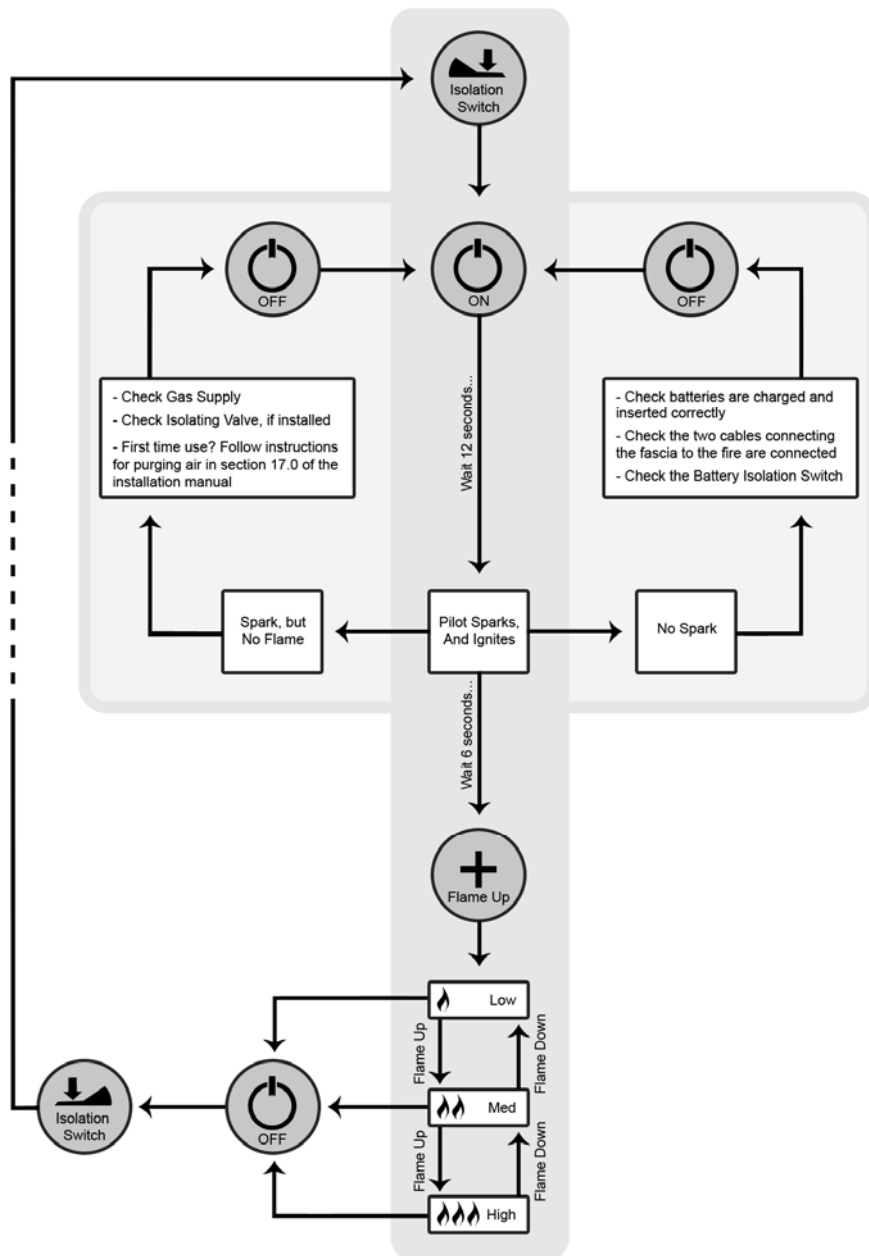 Isolation
Switch
OFF
ON
OFF
- Check Gas Supply
- Check Isolating Valve, if installed
- First time use? Follow instructions
for purging air in section 17.0 of the
installation manual
Wait 12 seconds...
- Check batteries are charged and
inserted correctly
- Check the two cables connecting
the fascia to the fire are connected
- Check the Battery Isolation Switch
Spark, but
No Flame
Pilot Sparks,
And Ignites
No Spark
Wait 6 seconds...
Flame Up
Low
Flame Up
Flame Down
Isolation
Switch
OFF
Med
Flame Up
Flame Down
High